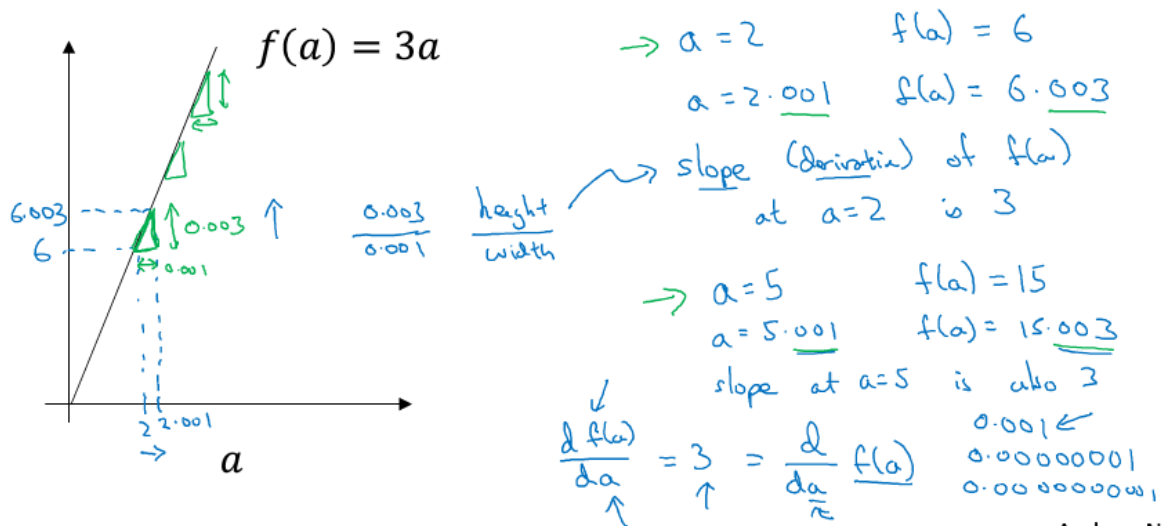 f(a) = 3a
6.003
6
0.003
0.001
2 2.001
a
0.003
0.001
height
width
a = 2 f(a) = 6
a = 2.001 f(a) = 6.003
slope (derivative) of f(a)
at a=2 is 3
a = 5 f(a) = 15
a = 5.001 f(a) = 15.003
slope at a=5 is also 3
d f(a)
da
= 3 =
d
da
f(a)
0.001
0.00000001
0.0000000001